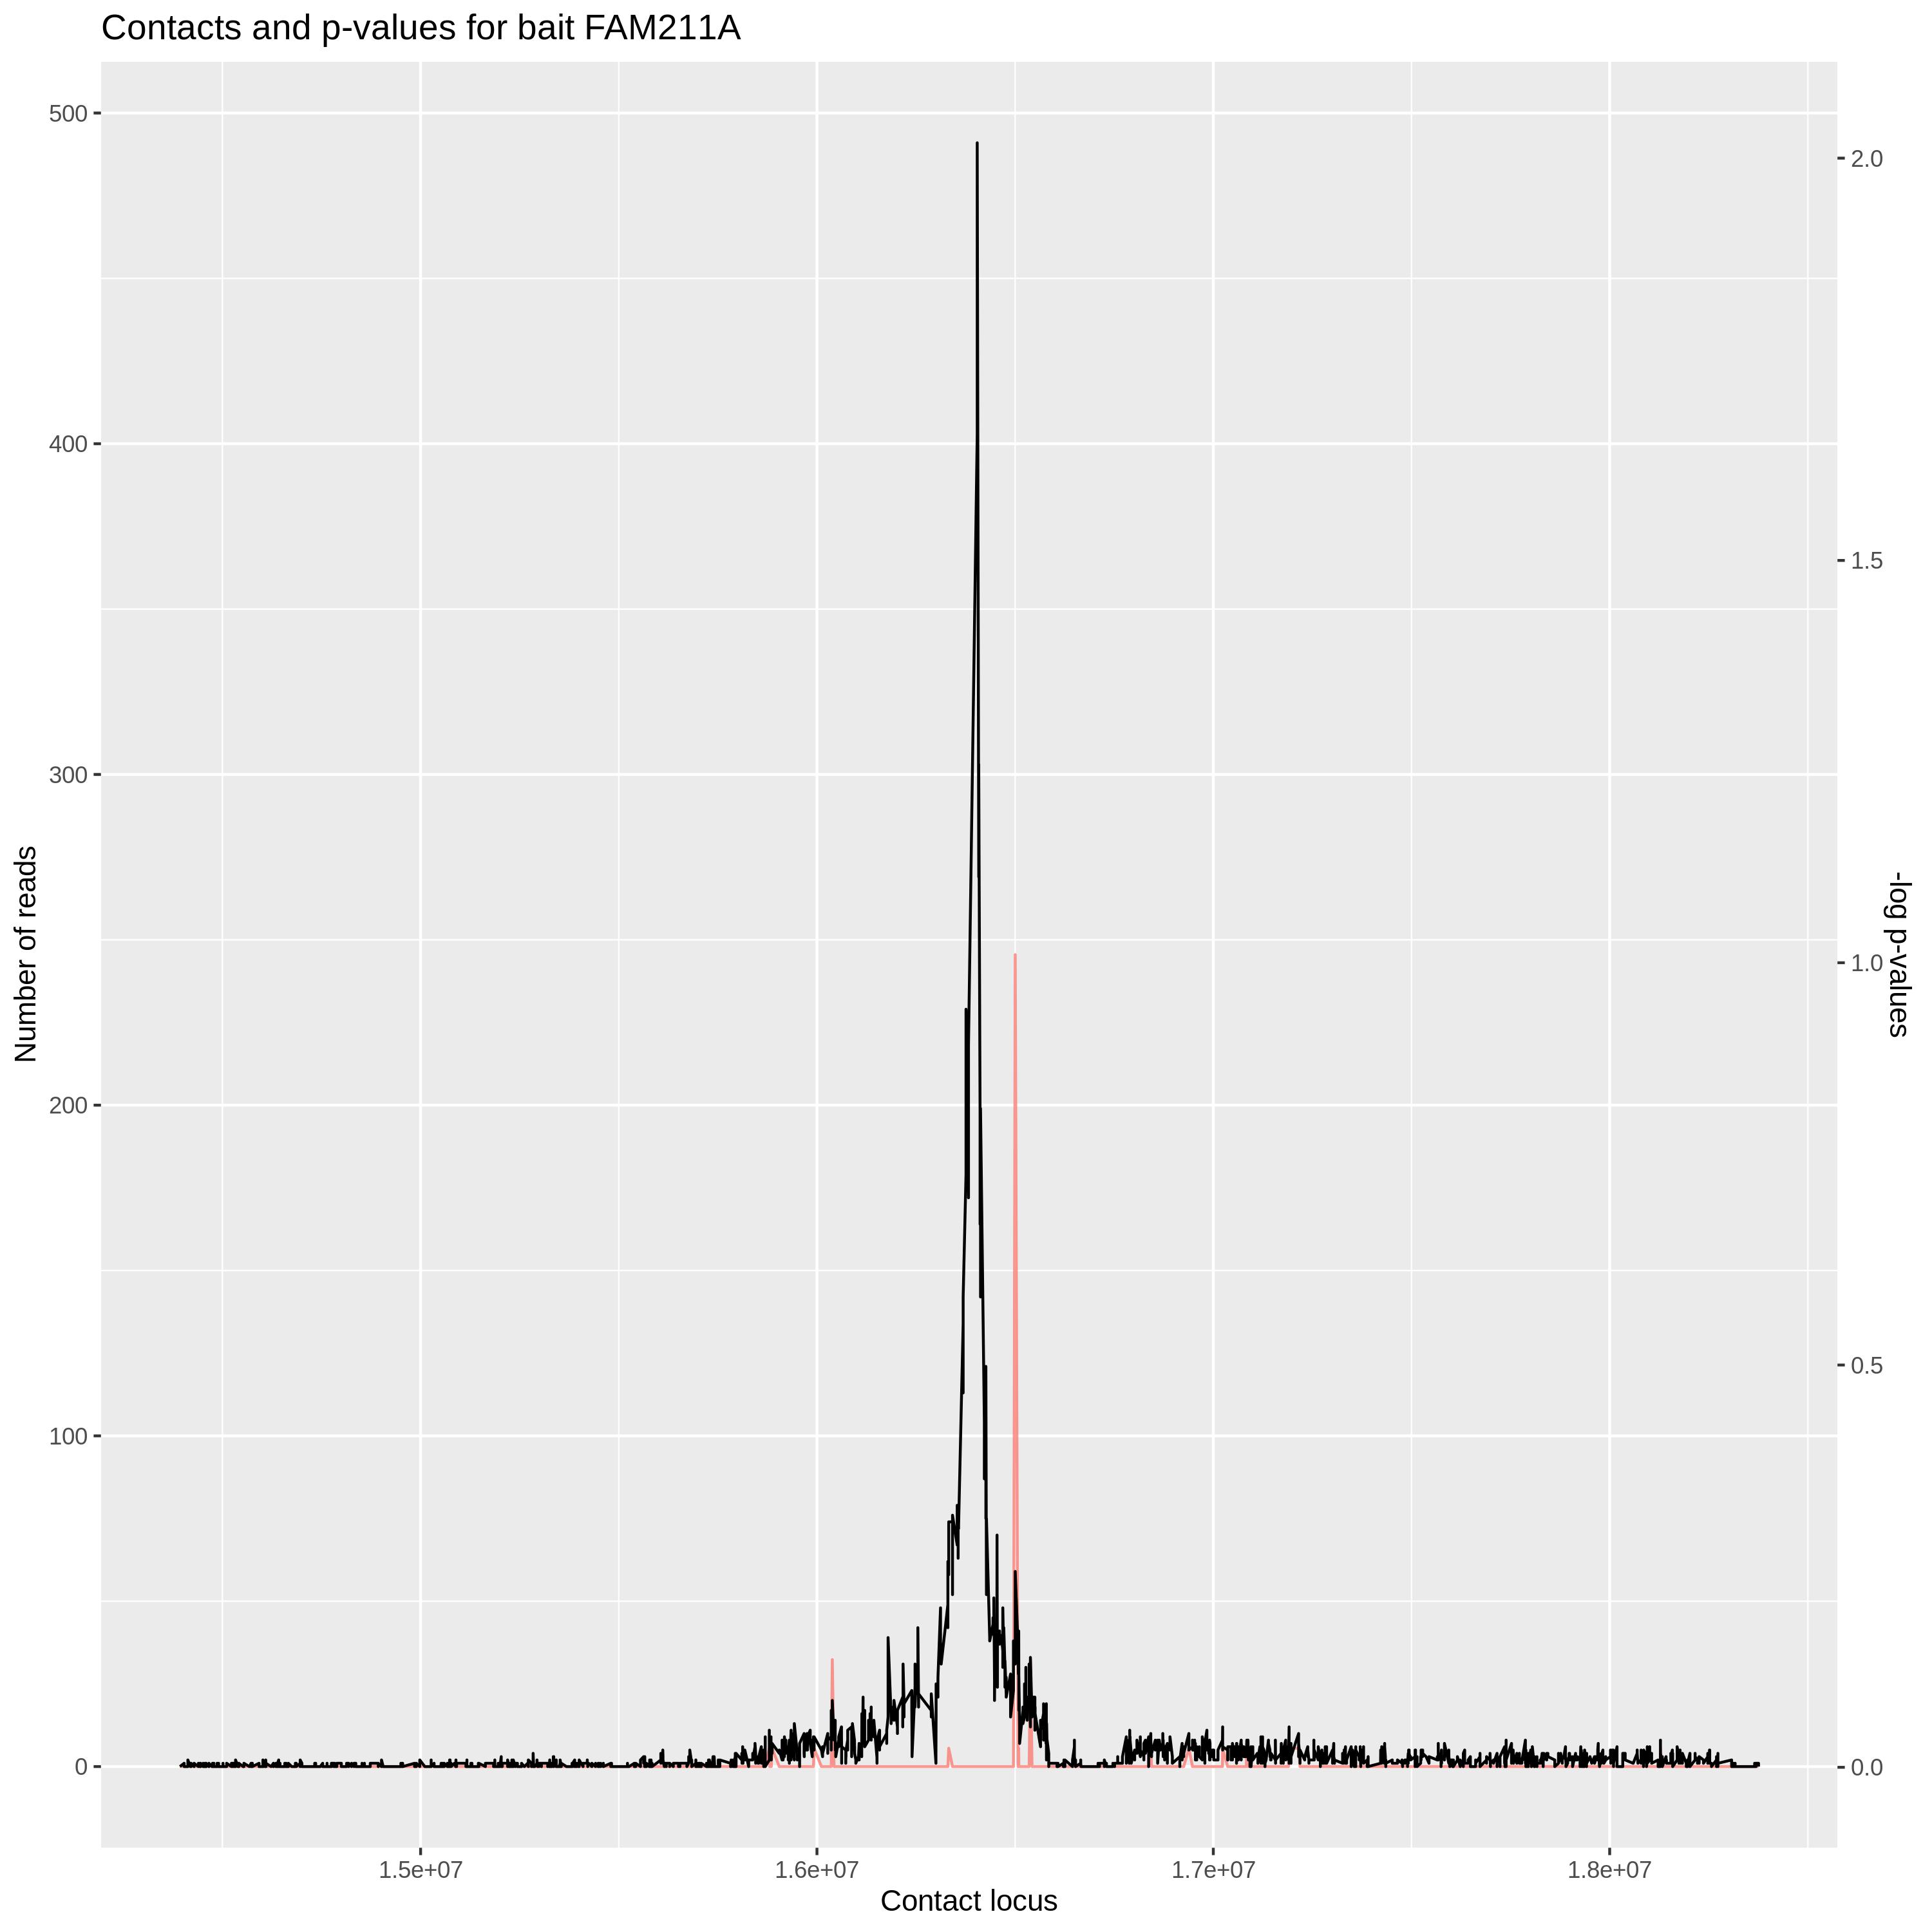 Contacts and p-values for bait FAM211A
500
400
300
200
100
0
Number of reads
2.0
1.5
1.0
0.5
0.0
-log p-values
1.5e+07
1.6e+07
1.7e+07
1.8e+07
Contact locus